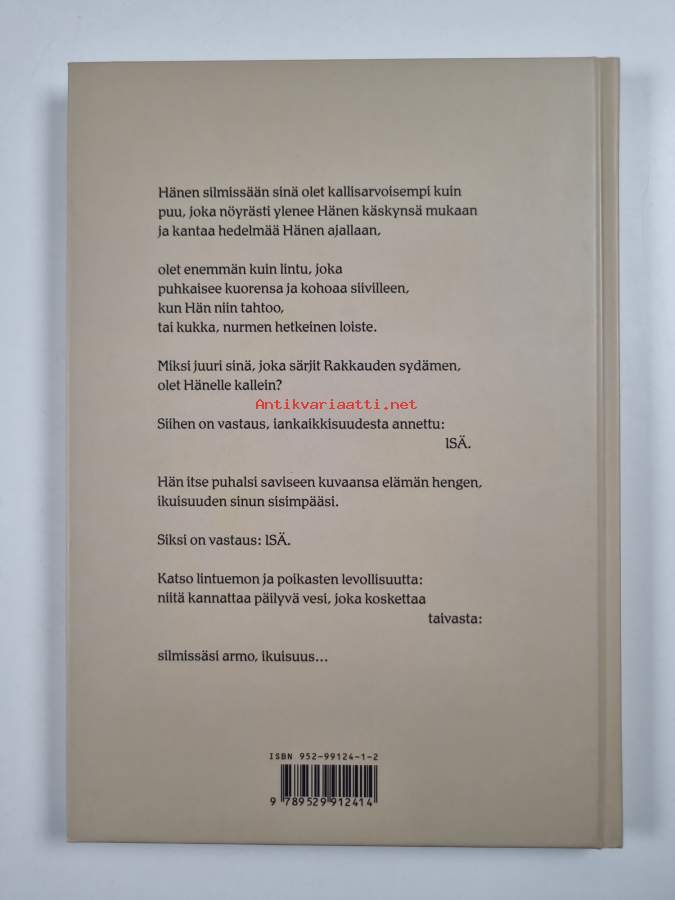 Hänen silmissään sinä olet kallisarvoisempi kuin
puu, joka nöyrästi ylenee Hänen käskynsä mukaan
ja kantaa hedelmää Hänen ajallaan,
olet enemmän kuin lintu, joka
puhkaisee kuorensa ja kohoaa siivilleen,
kun Hän niin tahtoo,
tai kukka, nurmen hetkeinen loiste.
Miksi juuri sinä, joka särjit Rakkauden sydämen,
olet Hänelle kallein?
Antikvariaatti.net
Siihen on vastaus, iankaikkisuudesta annettu:
ISÄ.
Hän itse puhalsi saviseen kuvaansa elämän hengen,
ikuisuuden sinun sisimpääsi.
Siksi on vastaus: ISÄ.
Katso lintuemon ja poikasten levollisuutta:
niitä kannattaa päilyvä vesi, joka koskettaa
taivasta:
silmissäsi armo, ikuisuus...
ISBN 952-99124-1-2
9 789529 912414